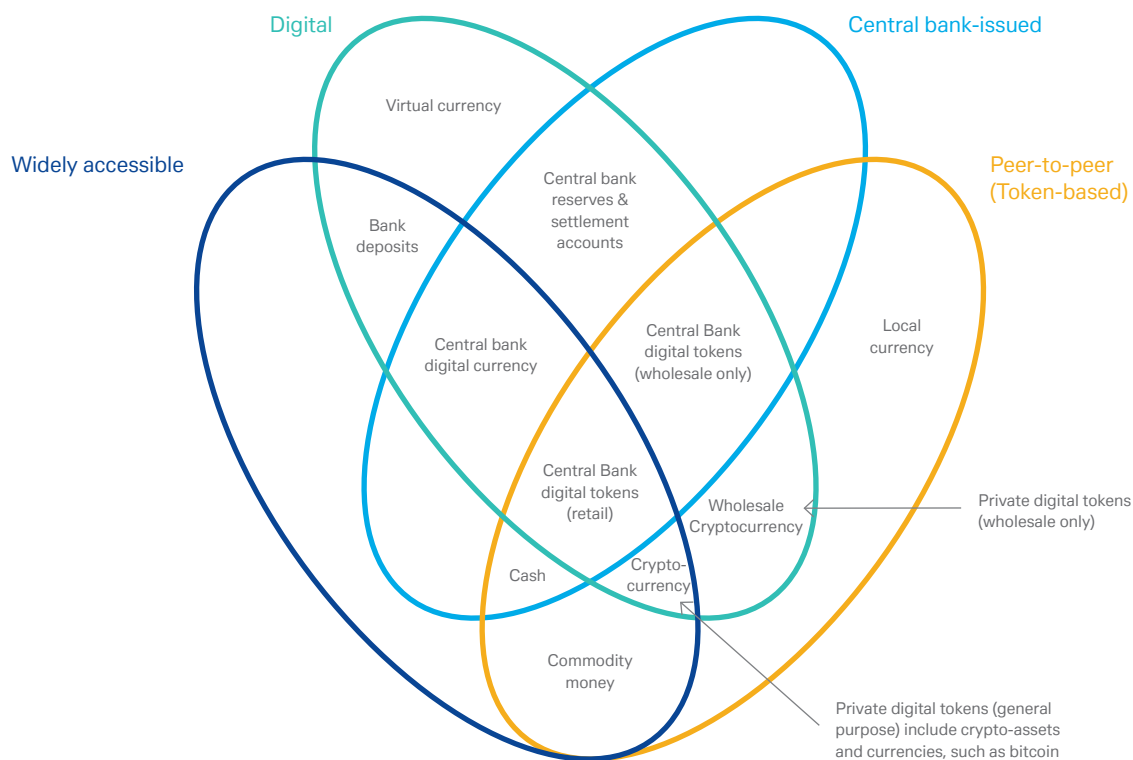 Digital
Central bank-issued
Widely accessible
Peer-to-peer
(Token-based)
Virtual currency
Central bank
reserves &
settlement
accounts
Bank
deposits
Central bank
digital currency
Central Bank
digital tokens
(wholesale only)
Local
currency
Central Bank
digital tokens
(retail)
Wholesale
Cryptocurrency
Private digital tokens
(wholesale only)
Cash
Crypto-
currency
Commodity
money
Private digital tokens (general
purpose) include crypto-assets
and currencies, such as bitcoin